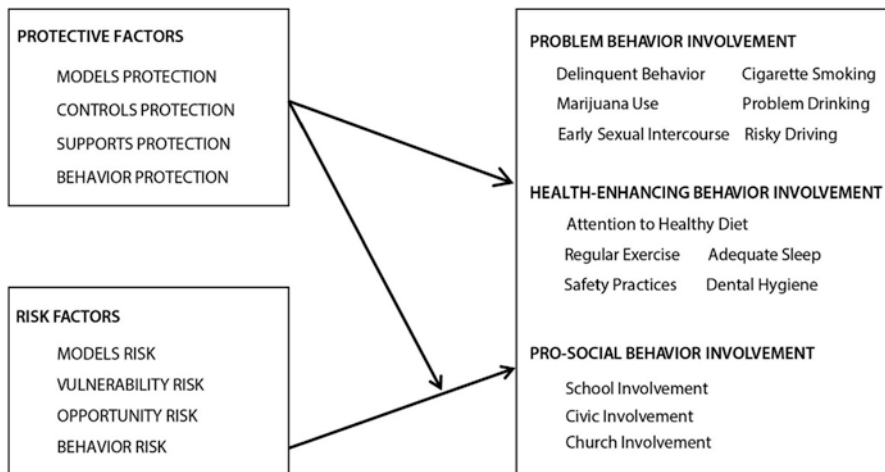 PROTECTIVE FACTORS
MODELS PROTECTION
CONTROLS PROTECTION
SUPPORTS PROTECTION
BEHAVIOR PROTECTION
RISK FACTORS
MODELS RISK
VULNERABILITY RISK
OPPORTUNITY RISK
BEHAVIOR RISK
PROBLEM BEHAVIOR INVOLVEMENT
Delinquent Behavior Cigarette Smoking
Marijuana Use Problem Drinking
Early Sexual Intercourse Risky Driving
HEALTH-ENHANCING BEHAVIOR INVOLVEMENT
Attention to Healthy Diet
Regular Exercise Adequate Sleep
Safety Practices Dental Hygiene
PRO-SOCIAL BEHAVIOR INVOLVEMENT
School Involvement
Civic Involvement
Church Involvement